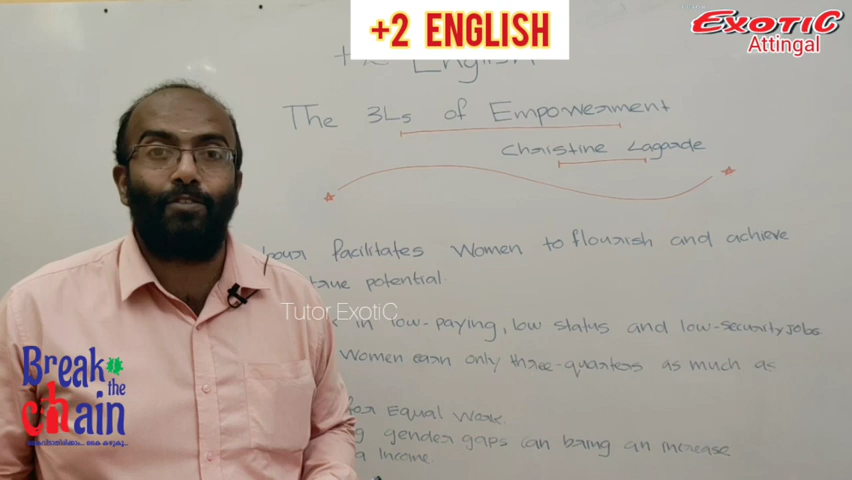 +2 ENGLISH
EXOTIC
Attingal
English
The 3Ls of Empowerment
Christine Lagarde
facilitates Women to flourish and achieve
true potential.
in low-paying, low status and low-security jobs.
Women earn only three-quarters as much as
for Equal Work.
gender gaps can bring an increase
Income.
Tutor ExotiC
Break
the
chain